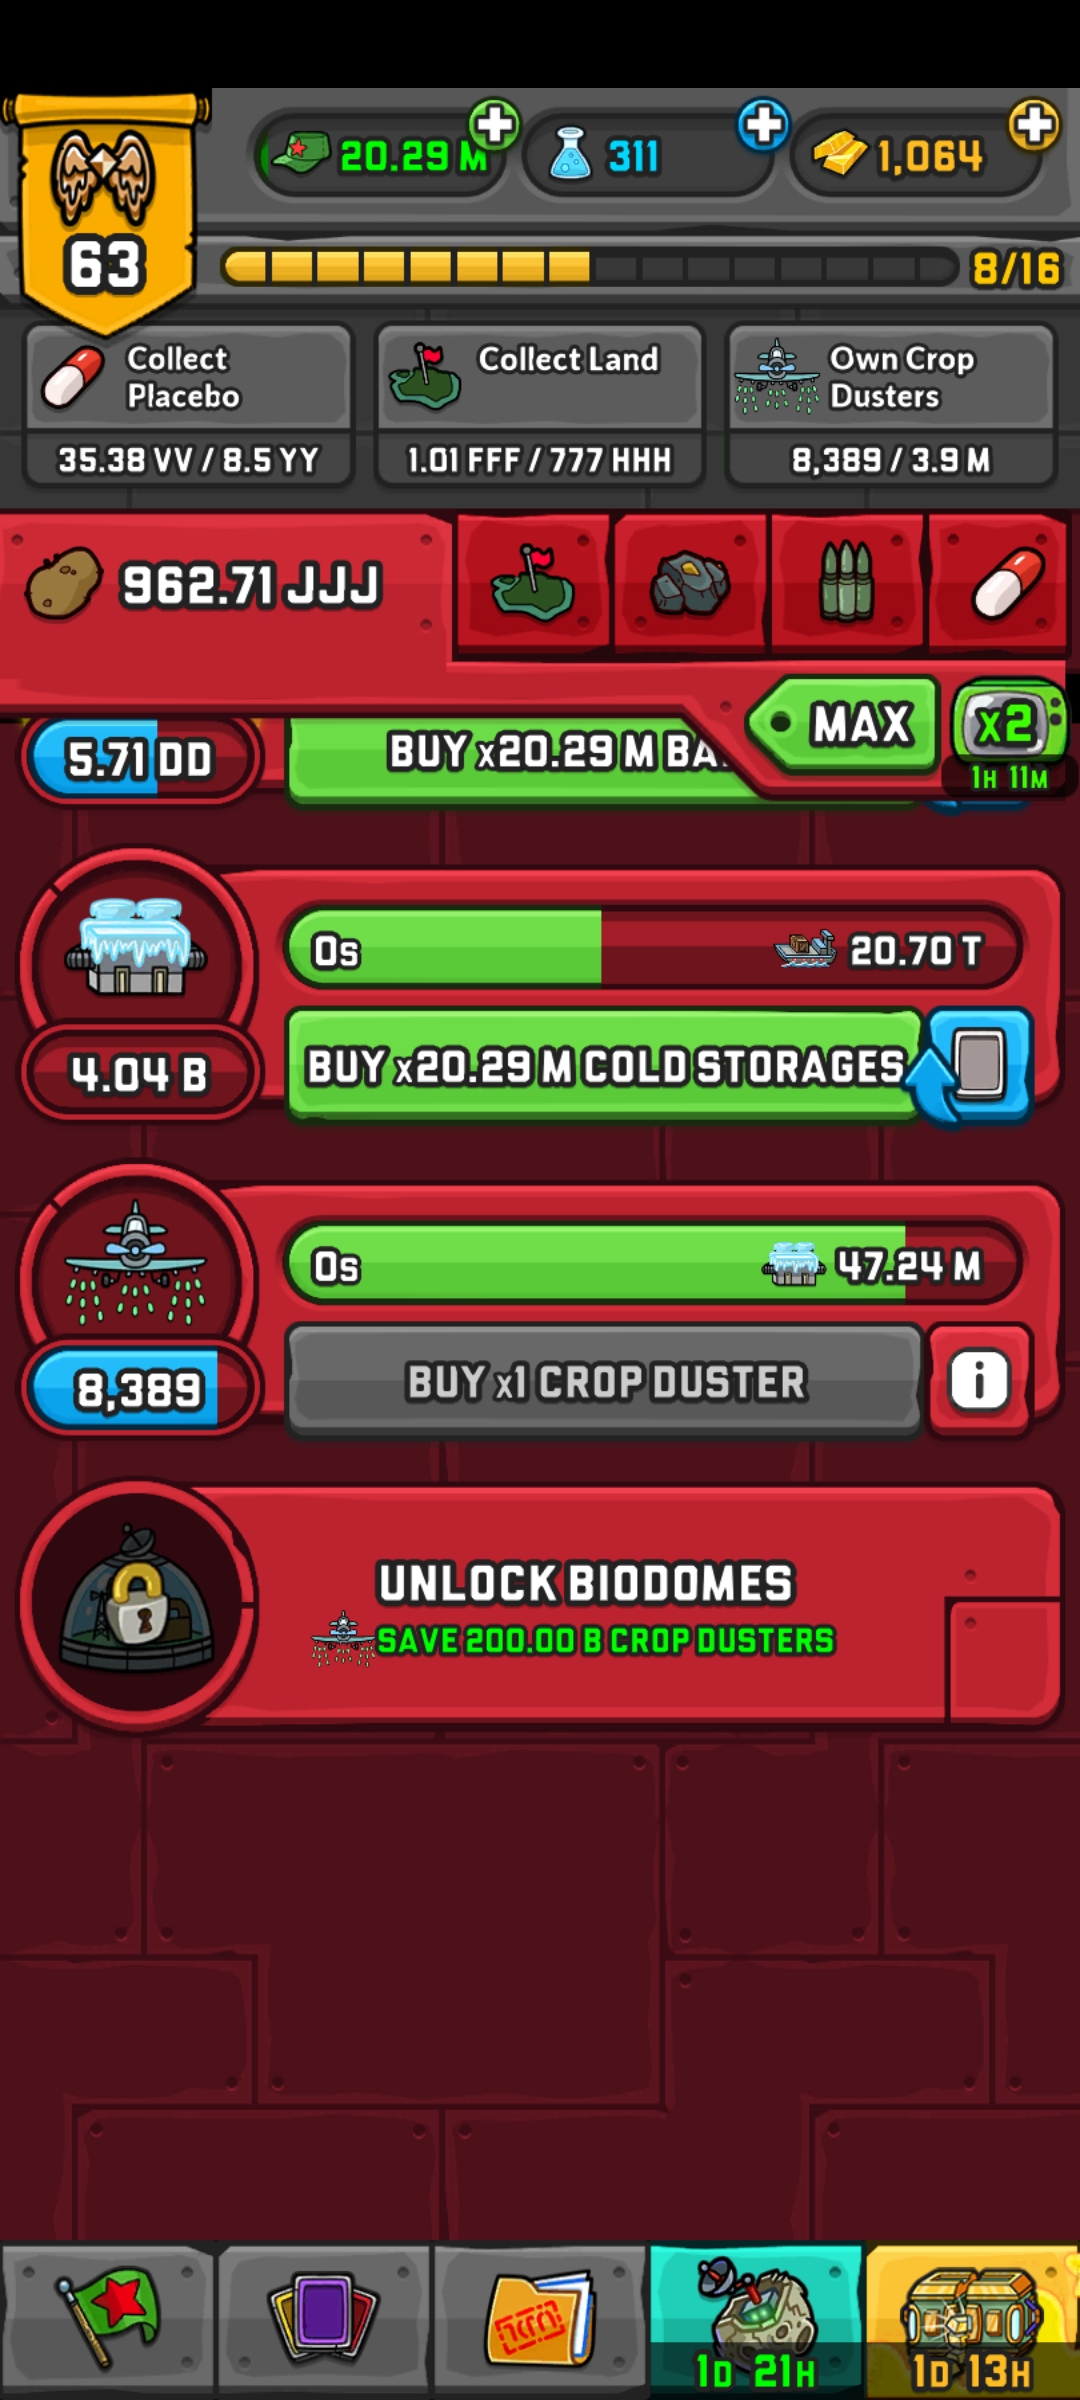 20.29 M
311
1,064
63
8/16
Collect
Placebo
35.38 VV / 8.5 YY
Collect Land
1.01 FFF / 777 HHH
Own Crop
Dusters
8,389 / 3.9 M
962.71 JJJ
MAX
x2
1H 11M
5.71 DD
BUY x20.29 M BA
0s
20.70 T
4.04 B
BUY x20.29 M COLD STORAGES
0s
47.24 M
8,389
BUY x1 CROP DUSTER
i
UNLOCK BIODOMES
SAVE 200.00 B CROP DUSTERS
1D 21H
1D 13H